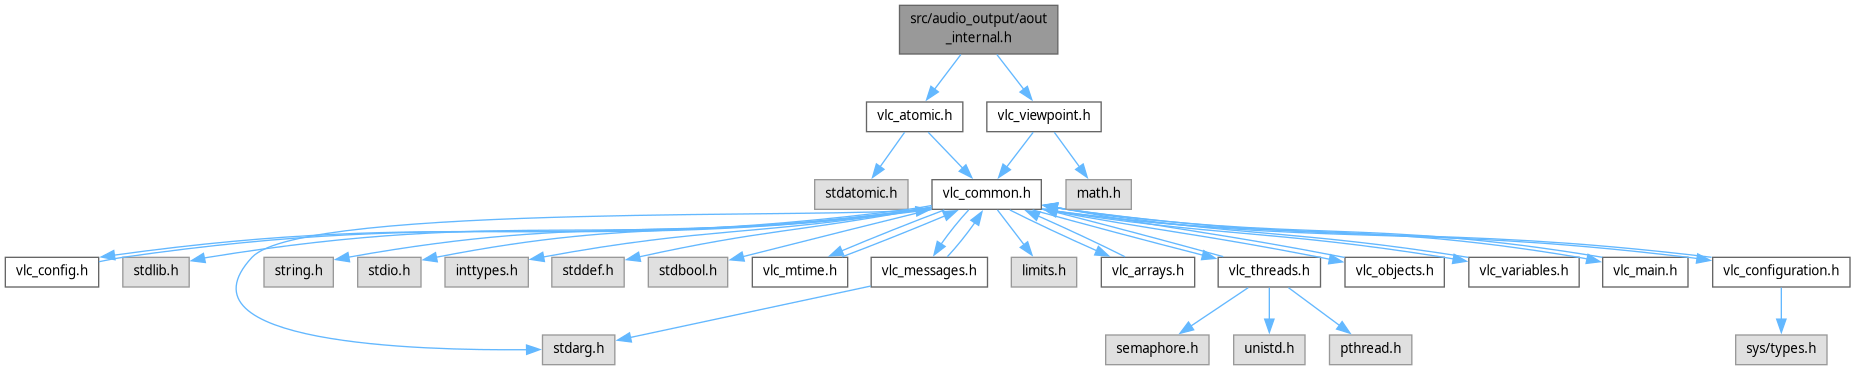 src/audio_output/aout
_internal.h
vlc_atomic.h
vlc_viewpoint.h
stdatomic.h
vlc_common.h
math.h
vlc_config.h
stdlib.h
string.h
stdio.h
inttypes.h
stddef.h
stdbool.h
vlc_mtime.h
vlc_messages.h
limits.h
vlc_arrays.h
vlc_threads.h
vlc_objects.h
vlc_variables.h
vlc_main.h
vlc_configuration.h
stdarg.h
semaphore.h
unistd.h
pthread.h
sys/types.h